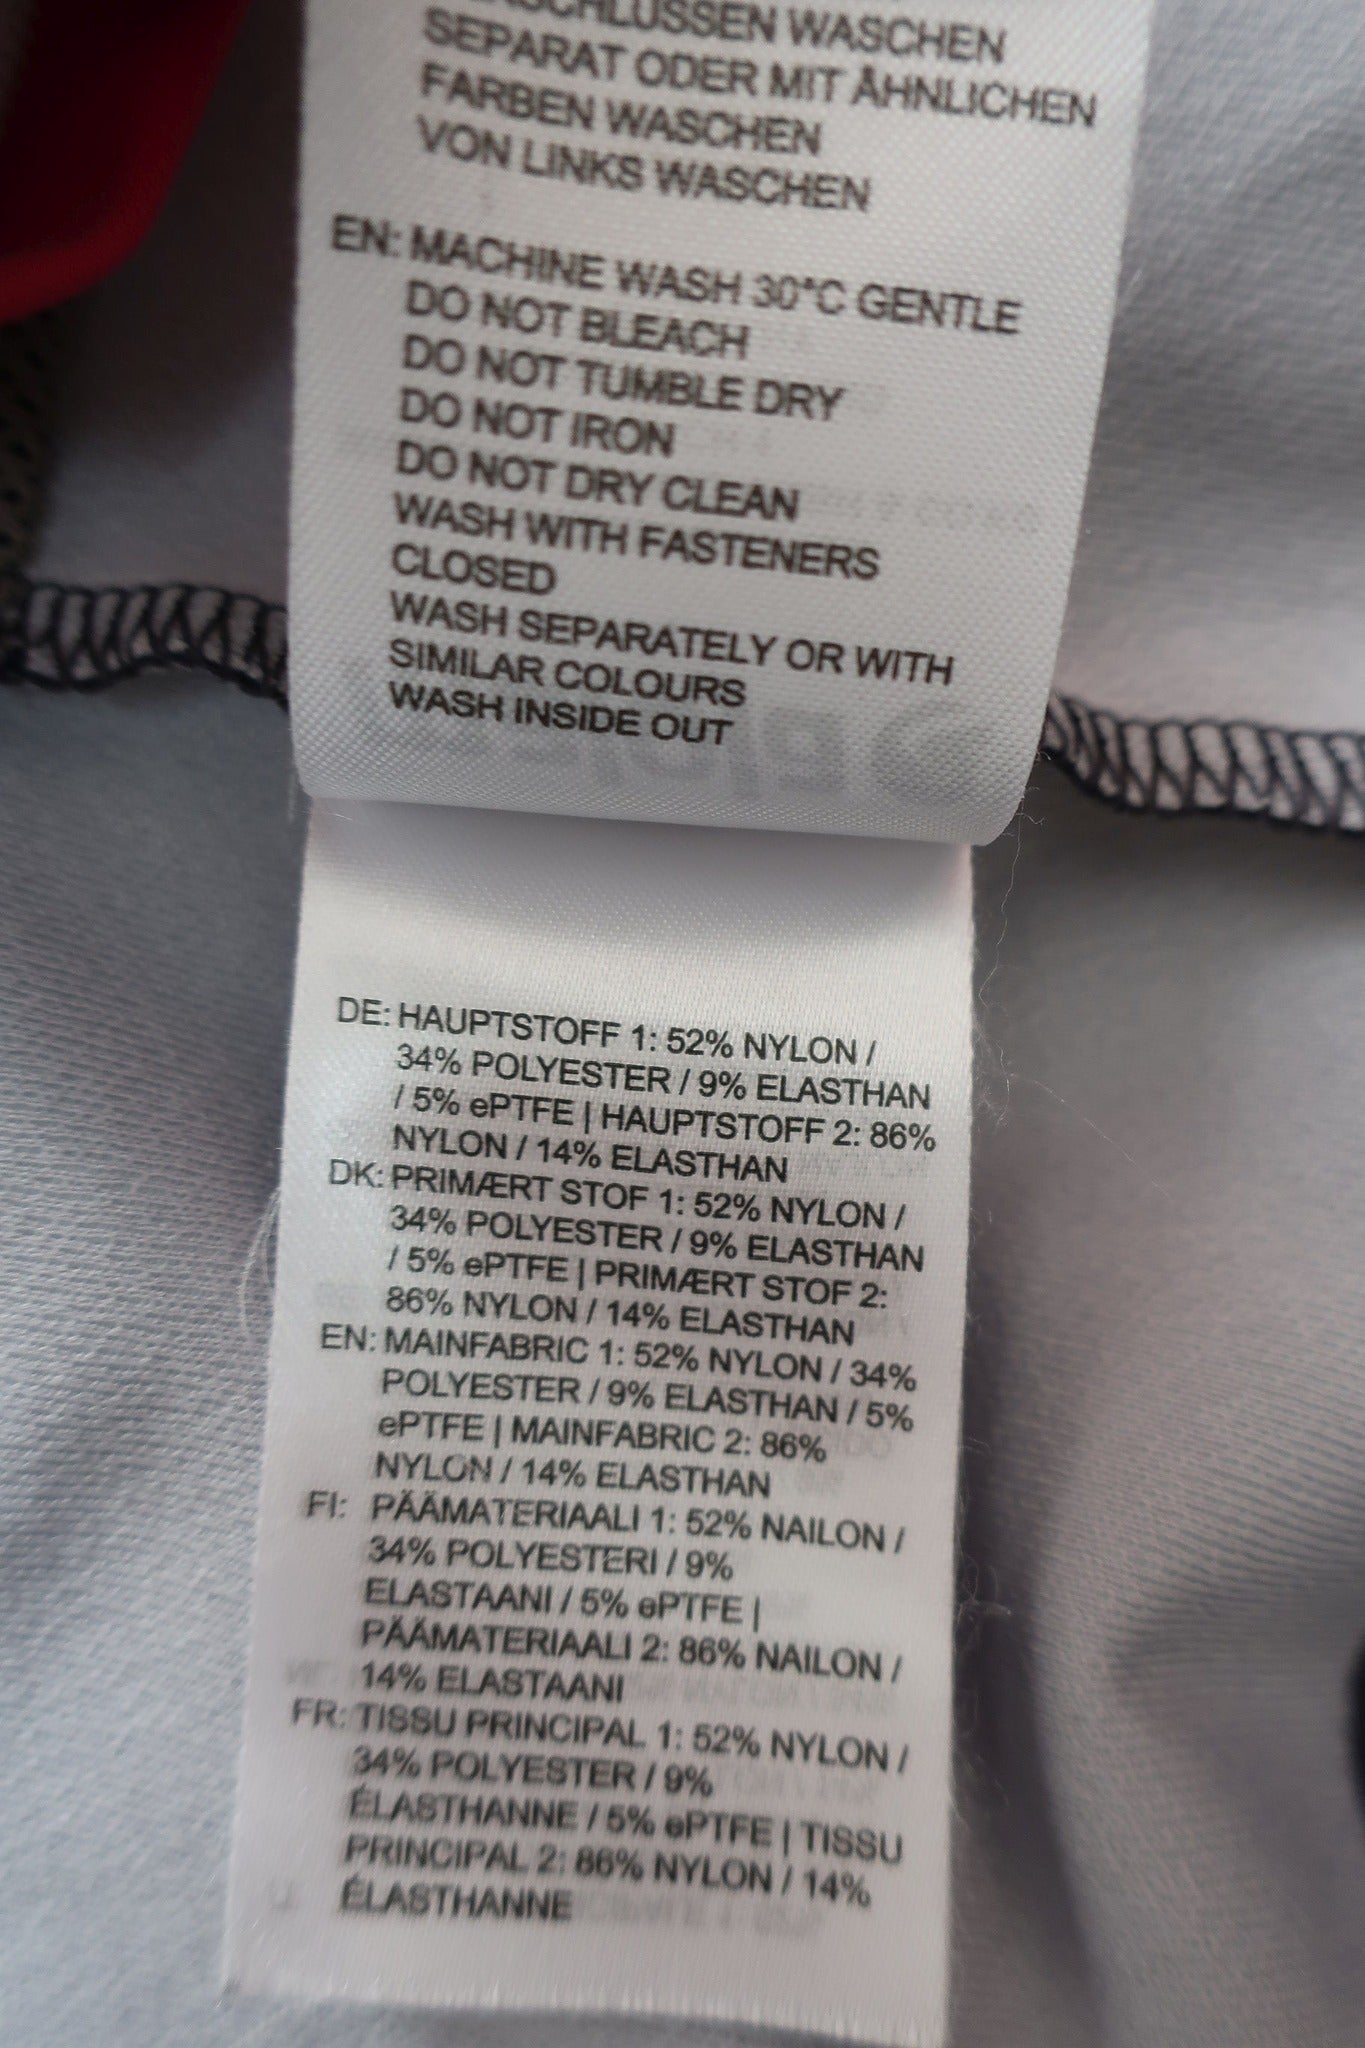 WASCHEN
SEPARAT ODER MIT ÄHNLICHEN
FARBEN WASCHEN
VON LINKS WASCHEN
EN: MACHINE WASH 30°C GENTLE
DO NOT BLEACH
DO NOT TUMBLE DRY
DO NOT IRON
DO NOT DRY CLEAN
WASH WITH FASTENERS
CLOSED
WASH SEPARATELY OR WITH
SIMILAR COLOURS
WASH INSIDE OUT
DE: HAUPTSTOFF 1: 52% NYLON /
34% POLYESTER / 9% ELASTHAN
/ 5% ePTFE | HAUPTSTOFF 2: 86%
NYLON / 14% ELASTHAN
DK: PRIMÆRT STOF 1: 52% NYLON /
34% POLYESTER / 9% ELASTHAN
/ 5% ePTFE | PRIMÆRT STOF 2:
86% NYLON / 14% ELASTHAN
EN: MAINFABRIC 1: 52% NYLON / 34%
POLYESTER / 9% ELASTHAN / 5%
ePTFE | MAINFABRIC 2: 86%
NYLON / 14% ELASTHAN
FI: PÄÄMATERIAALI 1: 52% NAILON /
34% POLYESTERI / 9%
ELASTAANI / 5% ePTFE |
PÄÄMATERIAALI 2: 86% NAILON /
14% ELASTAANI
FR: TISSU PRINCIPAL 1: 52% NYLON /
34% POLYESTER / 9%
ÉLASTHANNE / 5% ePTFE | TISSU
PRINCIPAL 2: 86% NYLON / 14%
ÉLASTHANNE